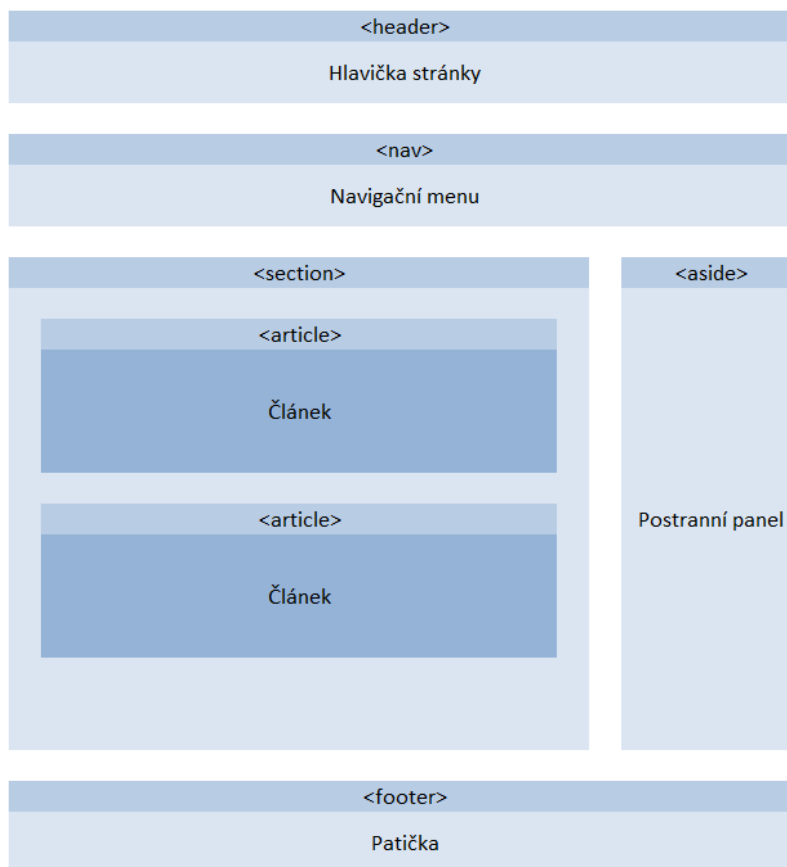 <header>
Hlavička stránky
<nav>
Navigační menu
<section>
<article>
Článek
<article>
Článek
<aside>
Postranní panel
<footer>
Patička